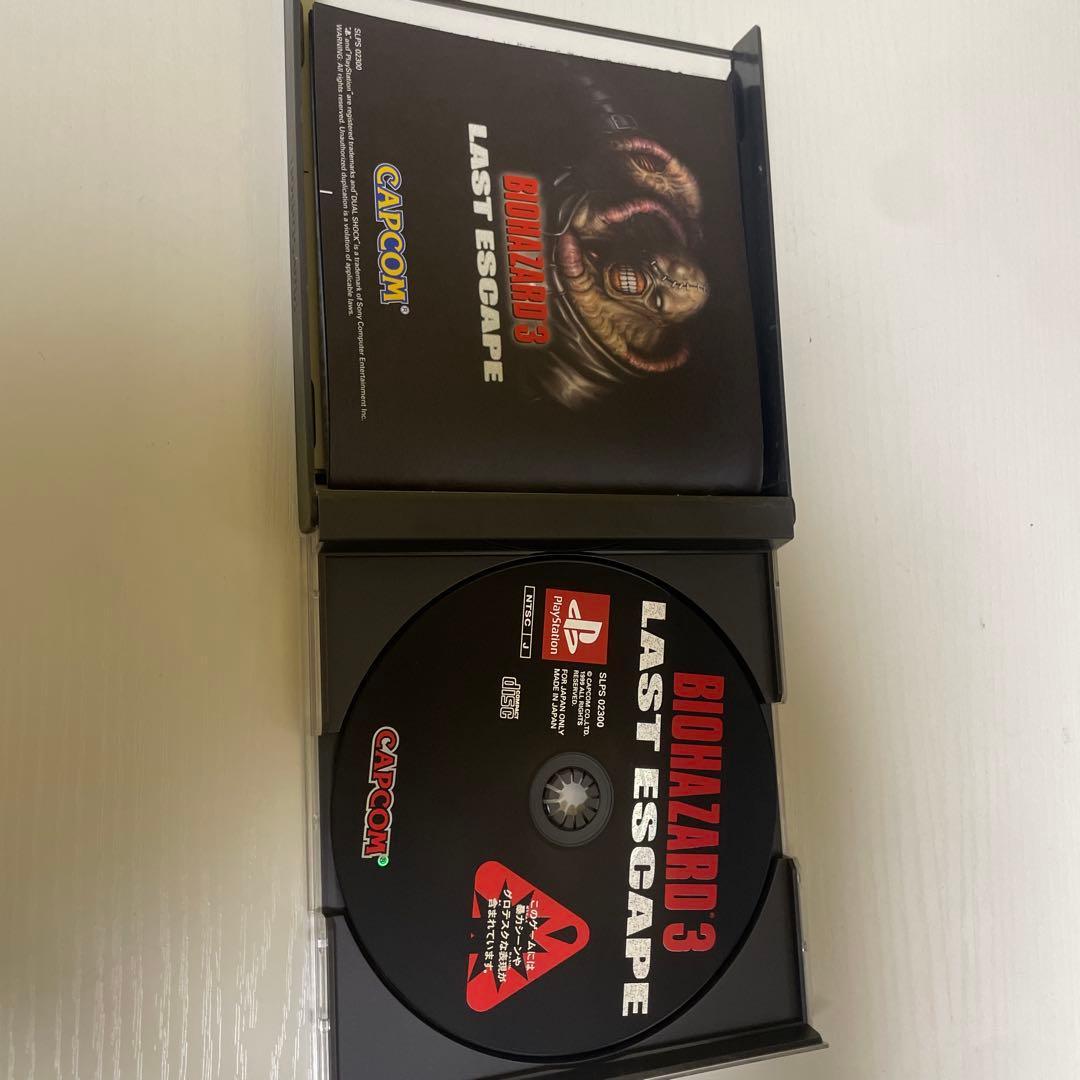 BIOHAZARD 3
LAST ESCAPE
CAPCOM
SLPS 02300
"PS" and "PlayStation" are registered trademarks and "DUAL SHOCK" is a trademark of Sony Computer Entertainment Inc.
WARNING: All rights reserved. Unauthorized duplication is a violation of applicable laws.
BIOHAZARD 3
LAST ESCAPE
PlayStation
NTSC J
SLPS 02300
© CAPCOM CO., LTD.
1999 ALL RIGHTS
RESERVED.
FOR JAPAN ONLY
MADE IN JAPAN
COMPACT
disc
このゲームには
暴力シーンや
グロテスクな表現が
含まれています。
CAPCOM